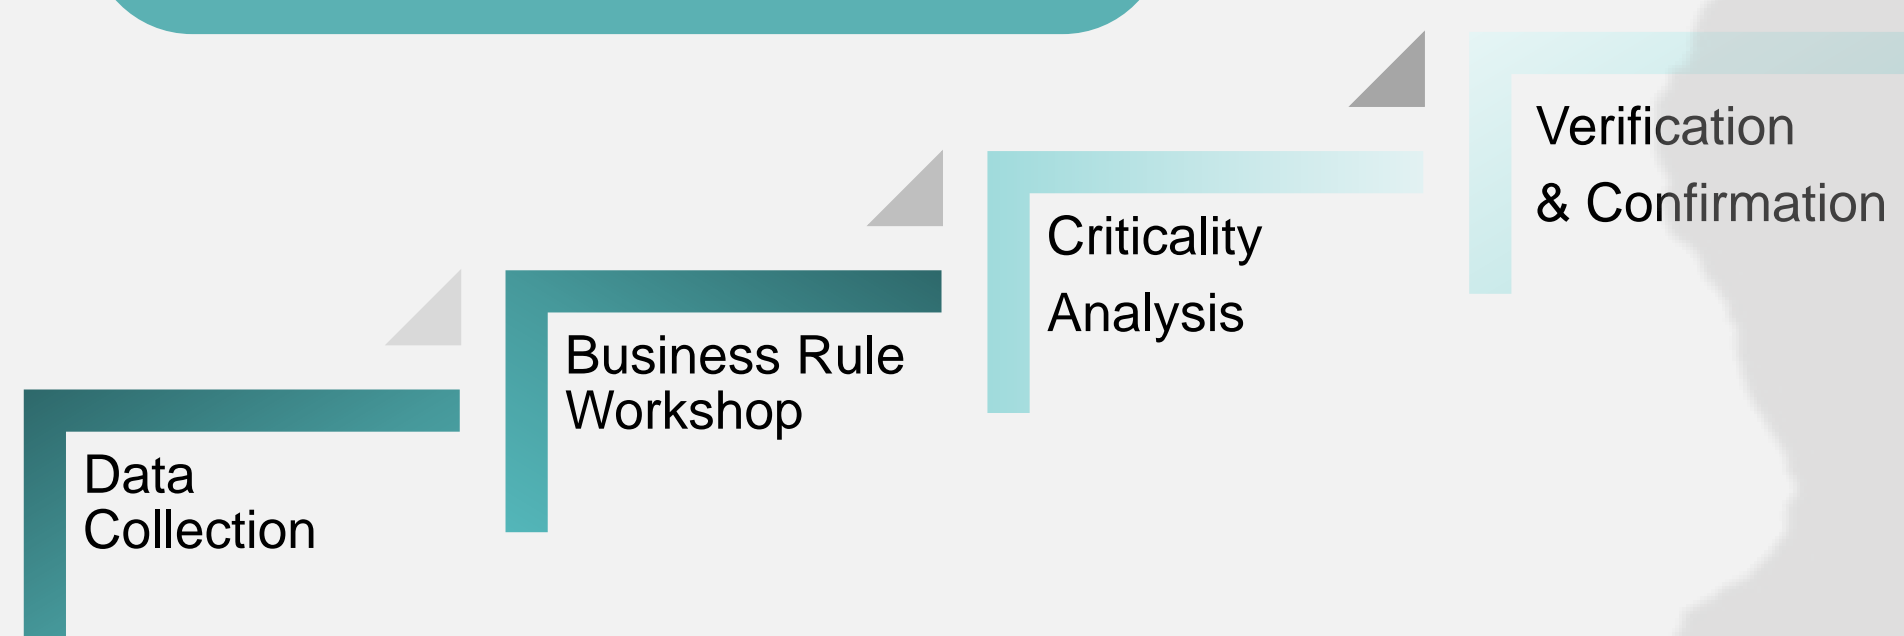 Data
Collection
Business Rule
Workshop
Criticality
Analysis
Verification
& Confirmation